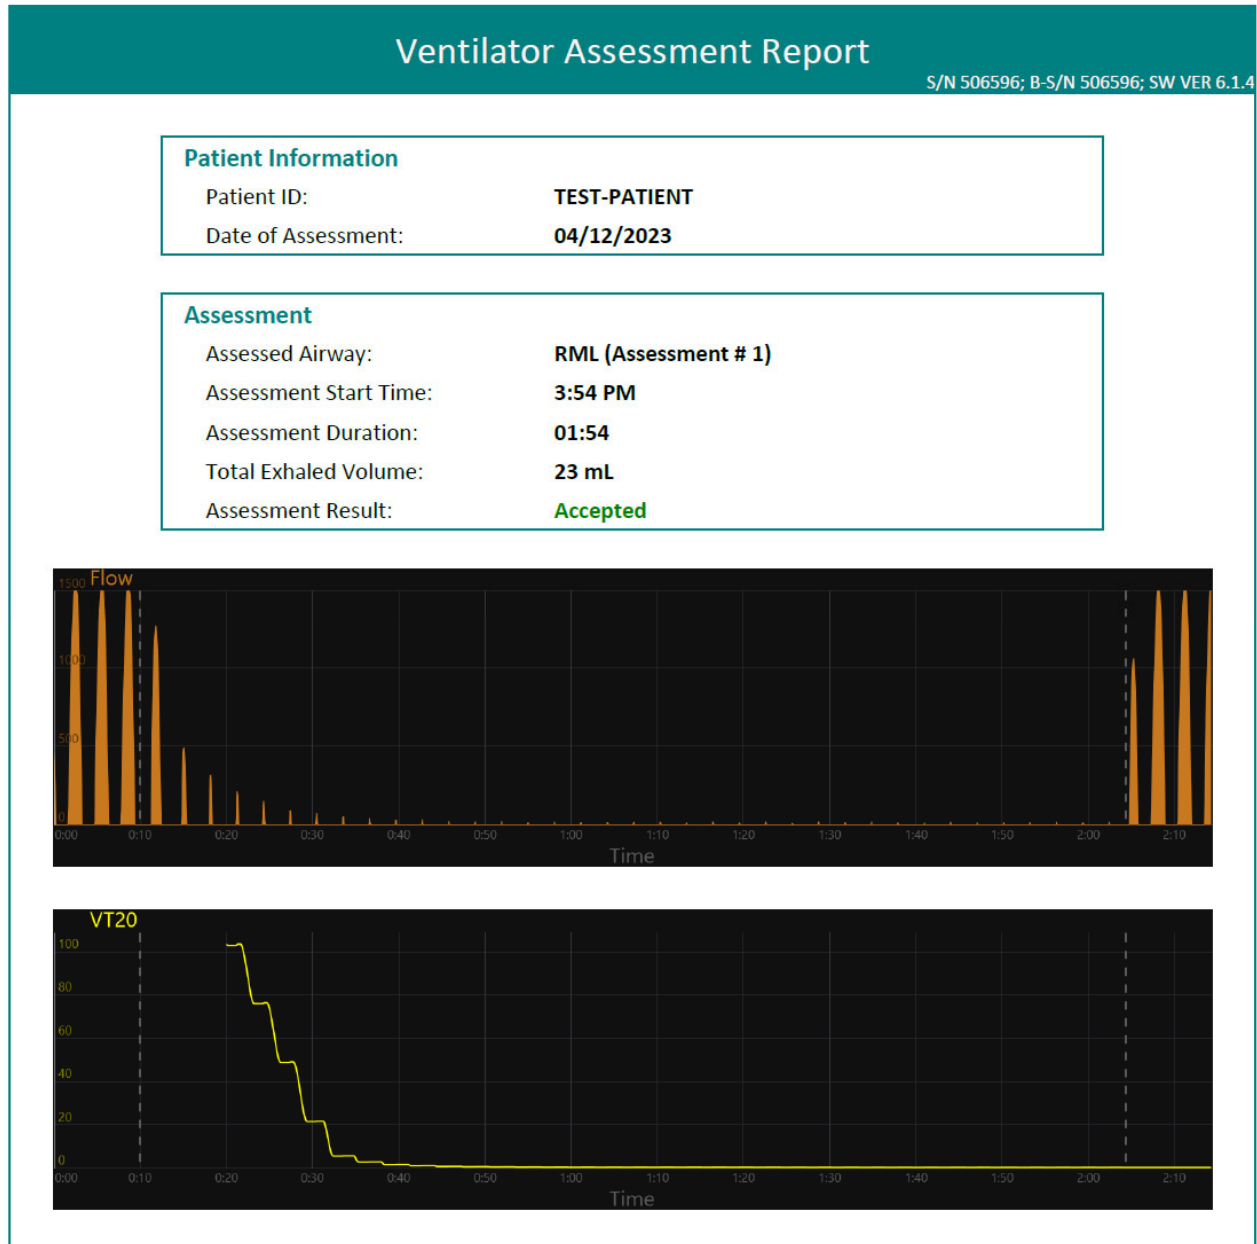 Ventilator Assessment Report
S/N 506596; B-S/N 506596; SW VER 6.1.4
Patient Information
Patient ID: TEST-PATIENT
Date of Assessment: 04/12/2023
Assessment
Assessed Airway: RML (Assessment # 1)
Assessment Start Time: 3:54 PM
Assessment Duration: 01:54
Total Exhaled Volume: 23 mL
Assessment Result: Accepted
1500 Flow
1000
500
0
0:00 0:10 0:20 0:30 0:40 0:50 1:00 1:10 1:20 1:30 1:40 1:50 2:00 2:10
Time
VT20
100
80
60
40
20
0
0:00 0:10 0:20 0:30 0:40 0:50 1:00 1:10 1:20 1:30 1:40 1:50 2:00 2:10
Time